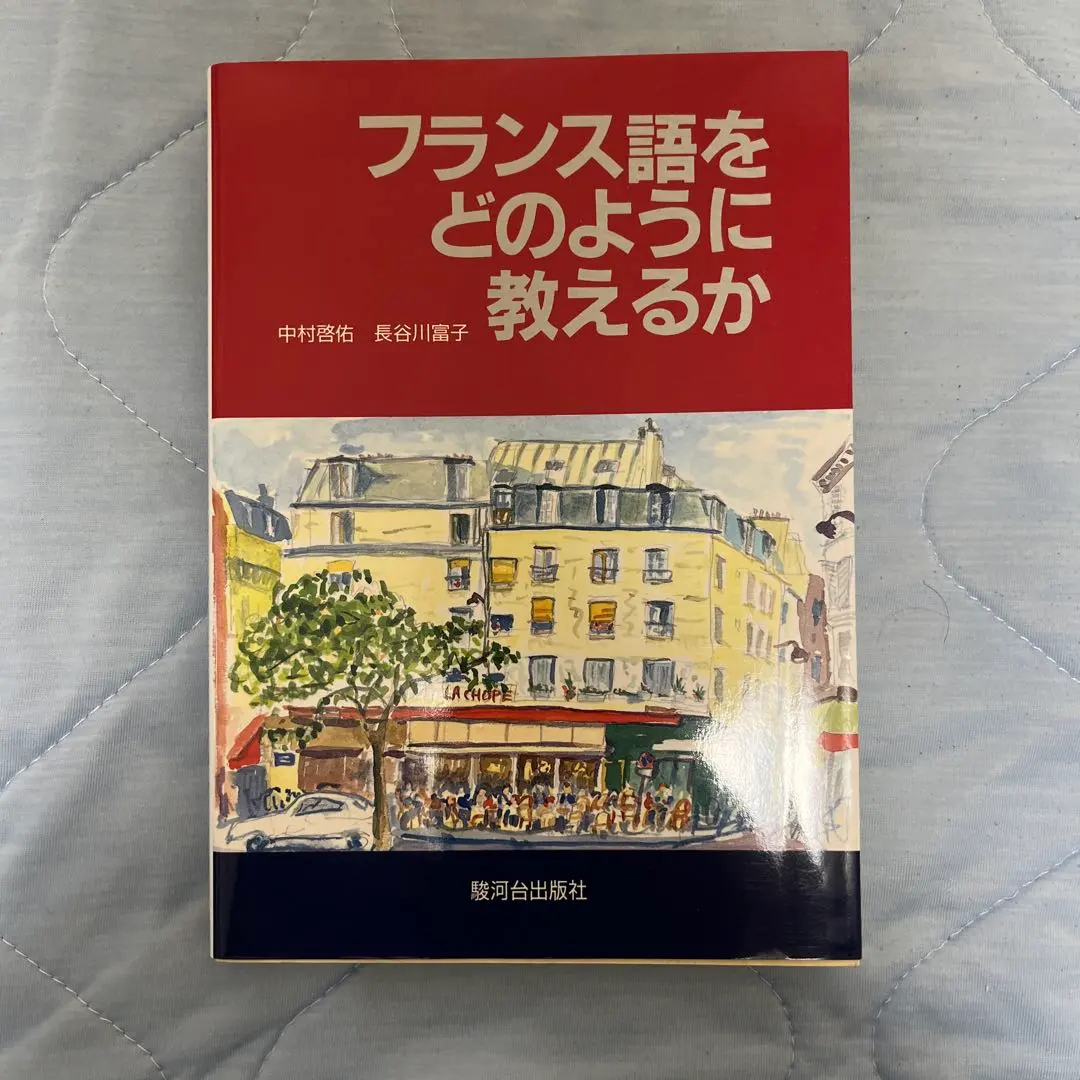 フランス語を
どのように
教えるか
中村啓佑 長谷川富子
LA CHOPE
駿河台出版社